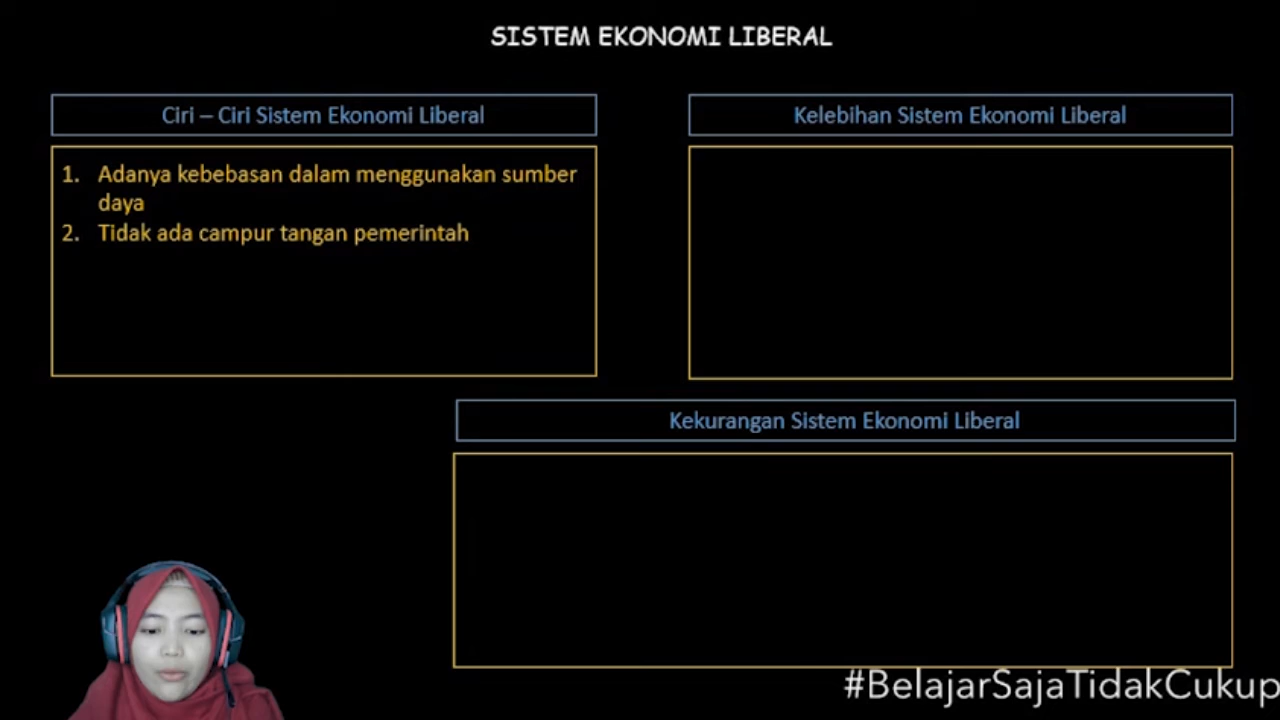 SISTEM EKONOMI LIBERAL
Ciri – Ciri Sistem Ekonomi Liberal
1. Adanya kebebasan dalam menggunakan sumber
daya
2. Tidak ada campur tangan pemerintah
Kelebihan Sistem Ekonomi Liberal
Kekurangan Sistem Ekonomi Liberal
#BelajarSajaTidakCukup